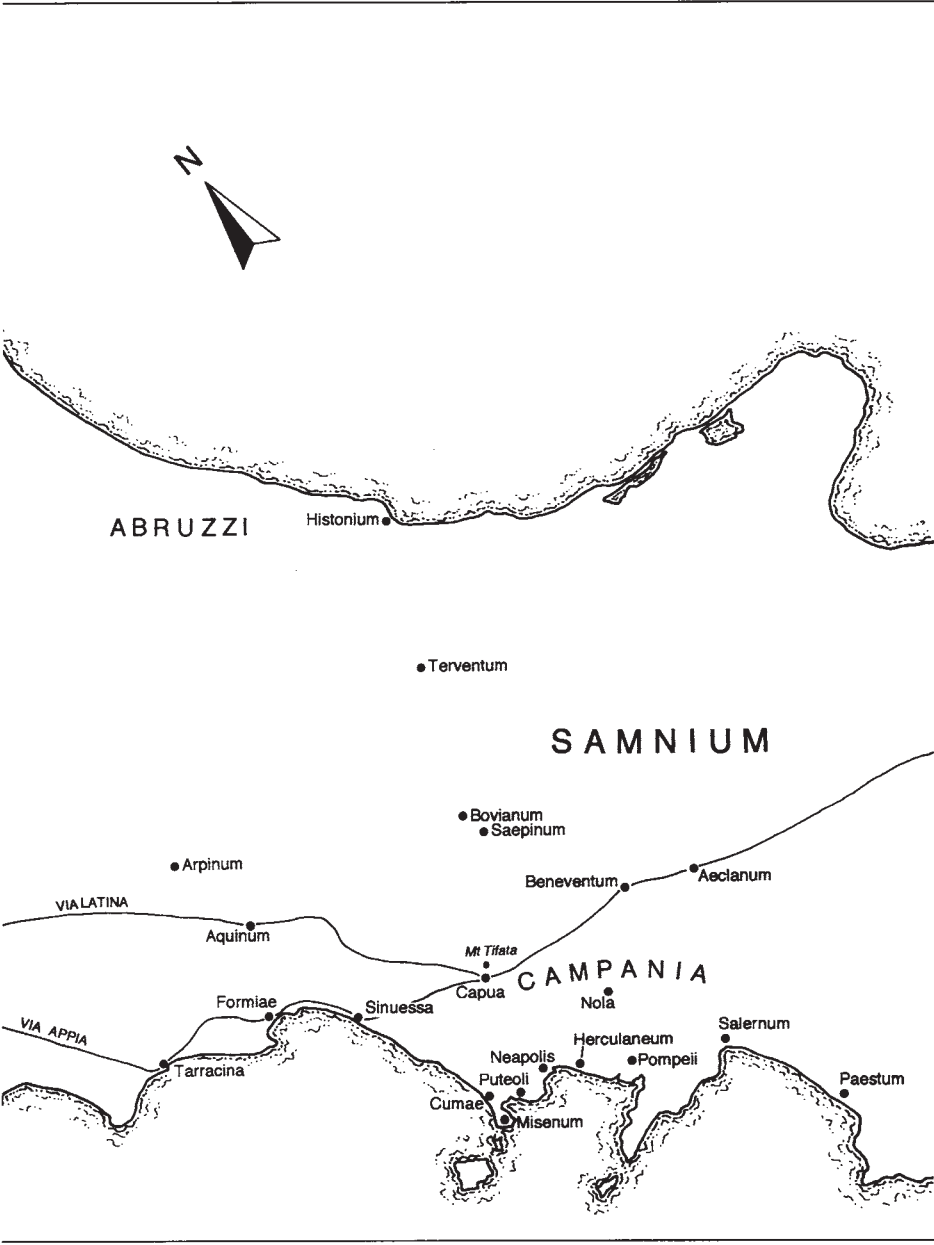 N
ABRUZZI
Histonium
Terventum
SAMNIUM
Bovianum
Saepinum
Arpinum
Aeclanum
Beneventum
VIA LATINA
Aquinum
Mt Tifata
CAMPANIA
Capua
Nola
Formiae
Sinuessa
VIA APPIA
Salernum
Herculaneum
Neapolis
Pompeii
Tarracina
Puteoli
Paestum
Cumae
Misenum